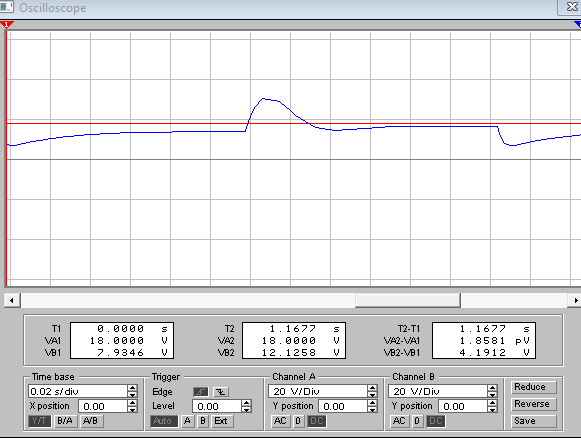 Oscilloscope
1
T1 0.0000 s T2 1.1677 s T2-T1 1.1677 s
VA1 18.0000 V VA2 18.0000 V VA2-VA1 1.8581 pV
VB1 7.9346 V VB2 12.1258 V VB2-VB1 4.1912 V
Time base Trigger Channel A Channel B Reduce
0.02 s/div Edge 20 V/Div 20 V/Div
X position 0.00 Level 0.00 Y position 0.00 Y position 0.00 Reverse
Y/T B/A A/B Auto A B Ext AC 0 DC AC 0 DC Save